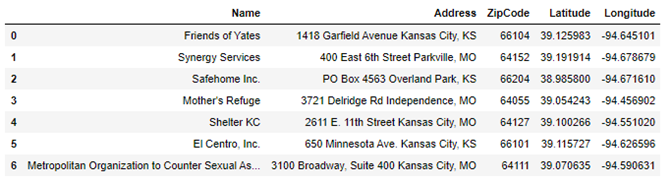 Name Address ZipCode Latitude Longitude
0 Friends of Yates 1418 Garfield Avenue Kansas City, KS 66104 39.125983 -94.645101
1 Synergy Services 400 East 6th Street Parkville, MO 64152 39.191914 -94.678679
2 Safehome Inc. PO Box 4563 Overland Park, KS 66204 38.985800 -94.671610
3 Mother's Refuge 3721 Delridge Rd Independence, MO 64055 39.054243 -94.456902
4 Shelter KC 2611 E. 11th Street Kansas City, MO 64127 39.100266 -94.551020
5 El Centro, Inc. 650 Minnesota Ave. Kansas City, KS 66101 39.115727 -94.626596
6 Metropolitan Organization to Counter Sexual As... 3100 Broadway, Suite 400 Kansas City, MO 64111 39.070635 -94.590631